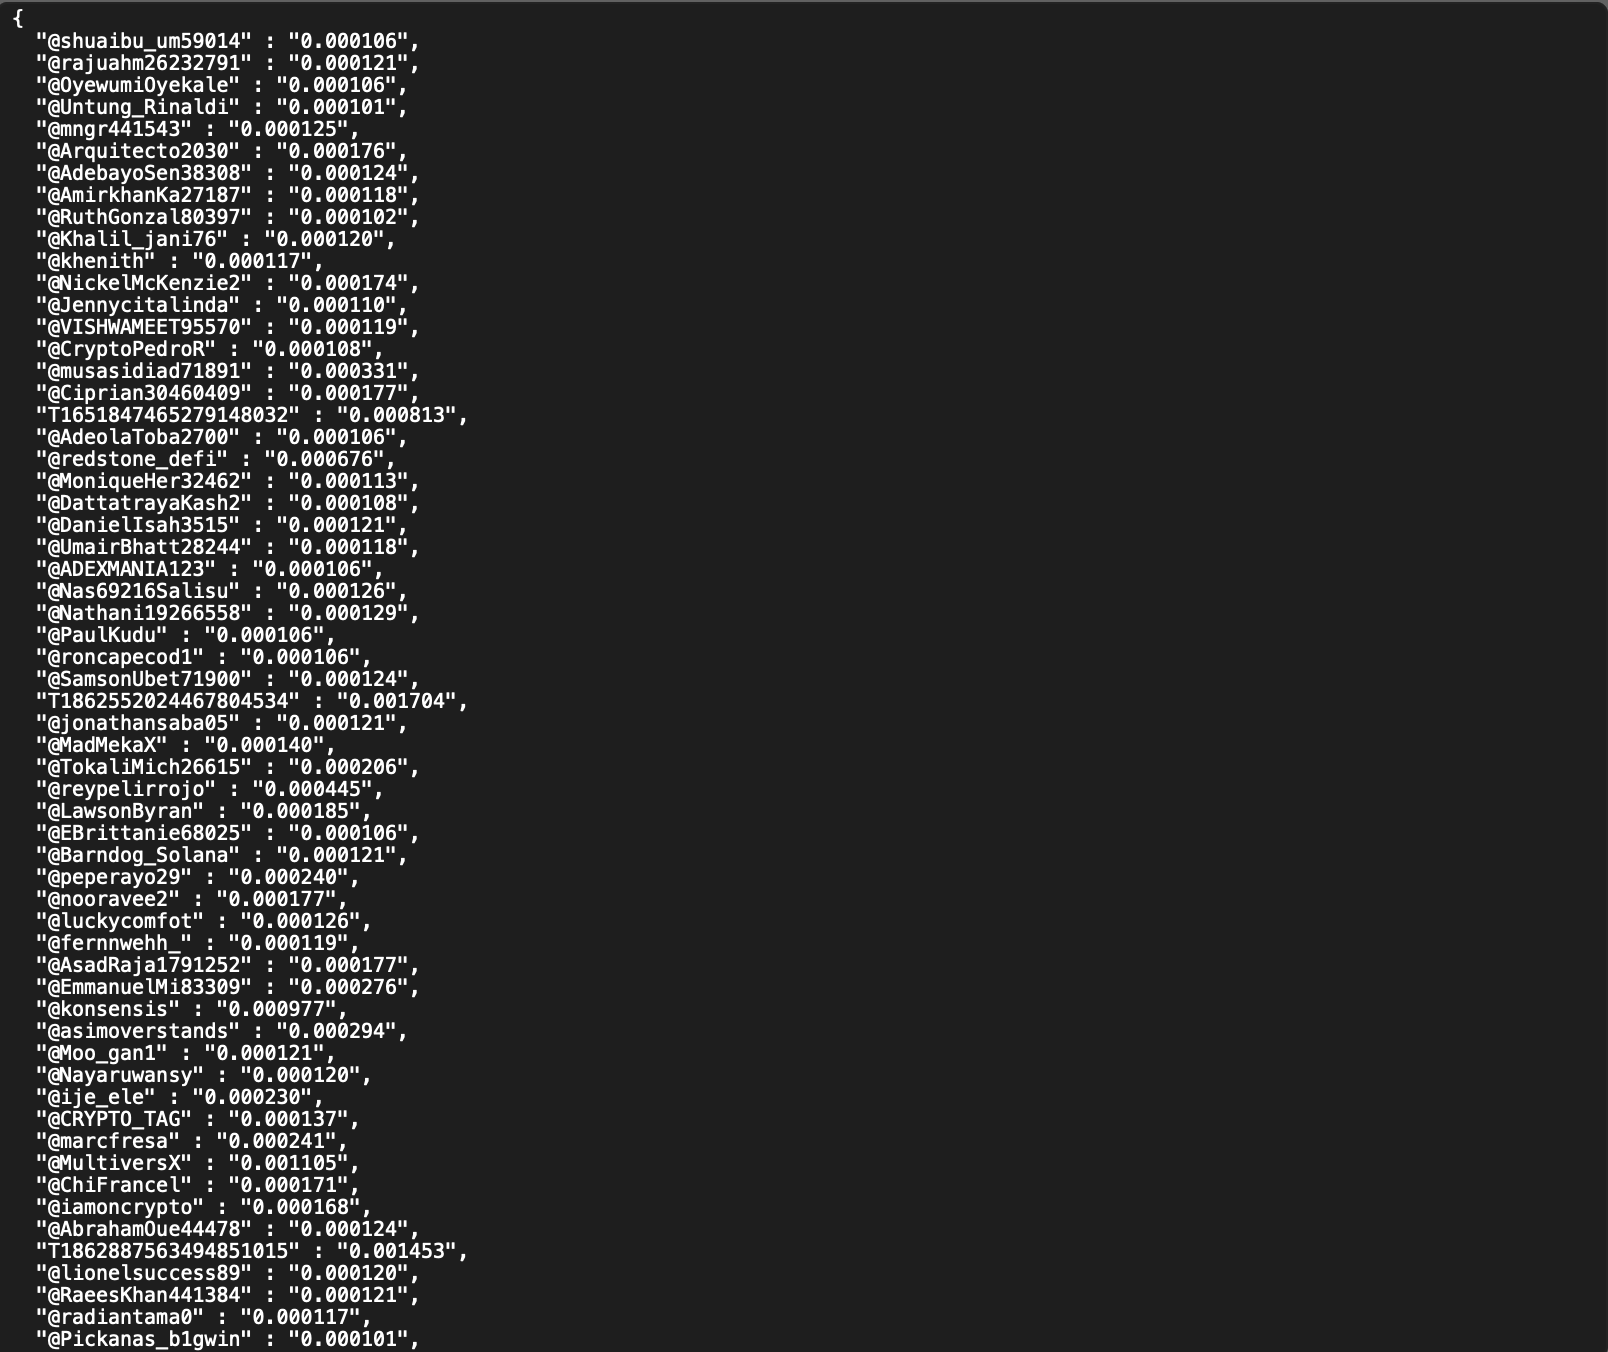 {
"@shuaibu_um59014" : "0.000106",
"@rajuahm26232791" : "0.000121",
"@OyewumiOyekale" : "0.000106",
"@Untung_Rinaldi" : "0.000101",
"@mngr441543" : "0.000125",
"@Arquitecto2030" : "0.000176",
"@AdebayoSen38308" : "0.000124",
"@AmirkhanKa27187" : "0.000118",
"@RuthGonzal80397" : "0.000102",
"@Khalil_jani76" : "0.000120",
"@khenith" : "0.000117",
"@NickelMcKenzie2" : "0.000174",
"@Jennycitalinda" : "0.000110",
"@VISHWAMEET95570" : "0.000119",
"@CryptoPedroR" : "0.000108",
"@musasidiad71891" : "0.000331",
"@Ciprian30460409" : "0.000177",
"T1651847465279148032" : "0.000813",
"@AdeolaToba2700" : "0.000106",
"@redstone_defi" : "0.000676",
"@MoniqueHer32462" : "0.000113",
"@DattatrayaKash2" : "0.000108",
"@DanielIsah3515" : "0.000121",
"@UmairBhatt28244" : "0.000118",
"@ADEXMANIA123" : "0.000106",
"@Nas69216Salisu" : "0.000126",
"@Nathani19266558" : "0.000129",
"@PaulKudu" : "0.000106",
"@roncapecod1" : "0.000106",
"@SamsonUbet71900" : "0.000124",
"T1862552024467804534" : "0.001704",
"@jonathansaba05" : "0.000121",
"@MadMekaX" : "0.000140",
"@TokaliMich26615" : "0.000206",
"@reypelirrojo" : "0.000445",
"@LawsonByran" : "0.000185",
"@EBrittanie68025" : "0.000106",
"@Barndog_Solana" : "0.000121",
"@peperayo29" : "0.000240",
"@nooravee2" : "0.000177",
"@luckycomfot" : "0.000126",
"@fernnwehh_" : "0.000119",
"@AsadRaja1791252" : "0.000177",
"@EmmanuelMi83309" : "0.000276",
"@konsensis" : "0.000977",
"@asimoverstands" : "0.000294",
"@Moo_gan1" : "0.000121",
"@Nayaruwansy" : "0.000120",
"@ije_ele" : "0.000230",
"@CRYPTO_TAG" : "0.000137",
"@marcfresa" : "0.000241",
"@MultiversX" : "0.001105",
"@ChiFrancel" : "0.000171",
"@iamoncrypto" : "0.000168",
"@AbrahamOue44478" : "0.000124",
"T1862887563494851015" : "0.001453",
"@lionelsuccess89" : "0.000120",
"@RaeesKhan441384" : "0.000121",
"@radiantama0" : "0.000117",
"@Pickanas_b1gwin" : "0.000101",